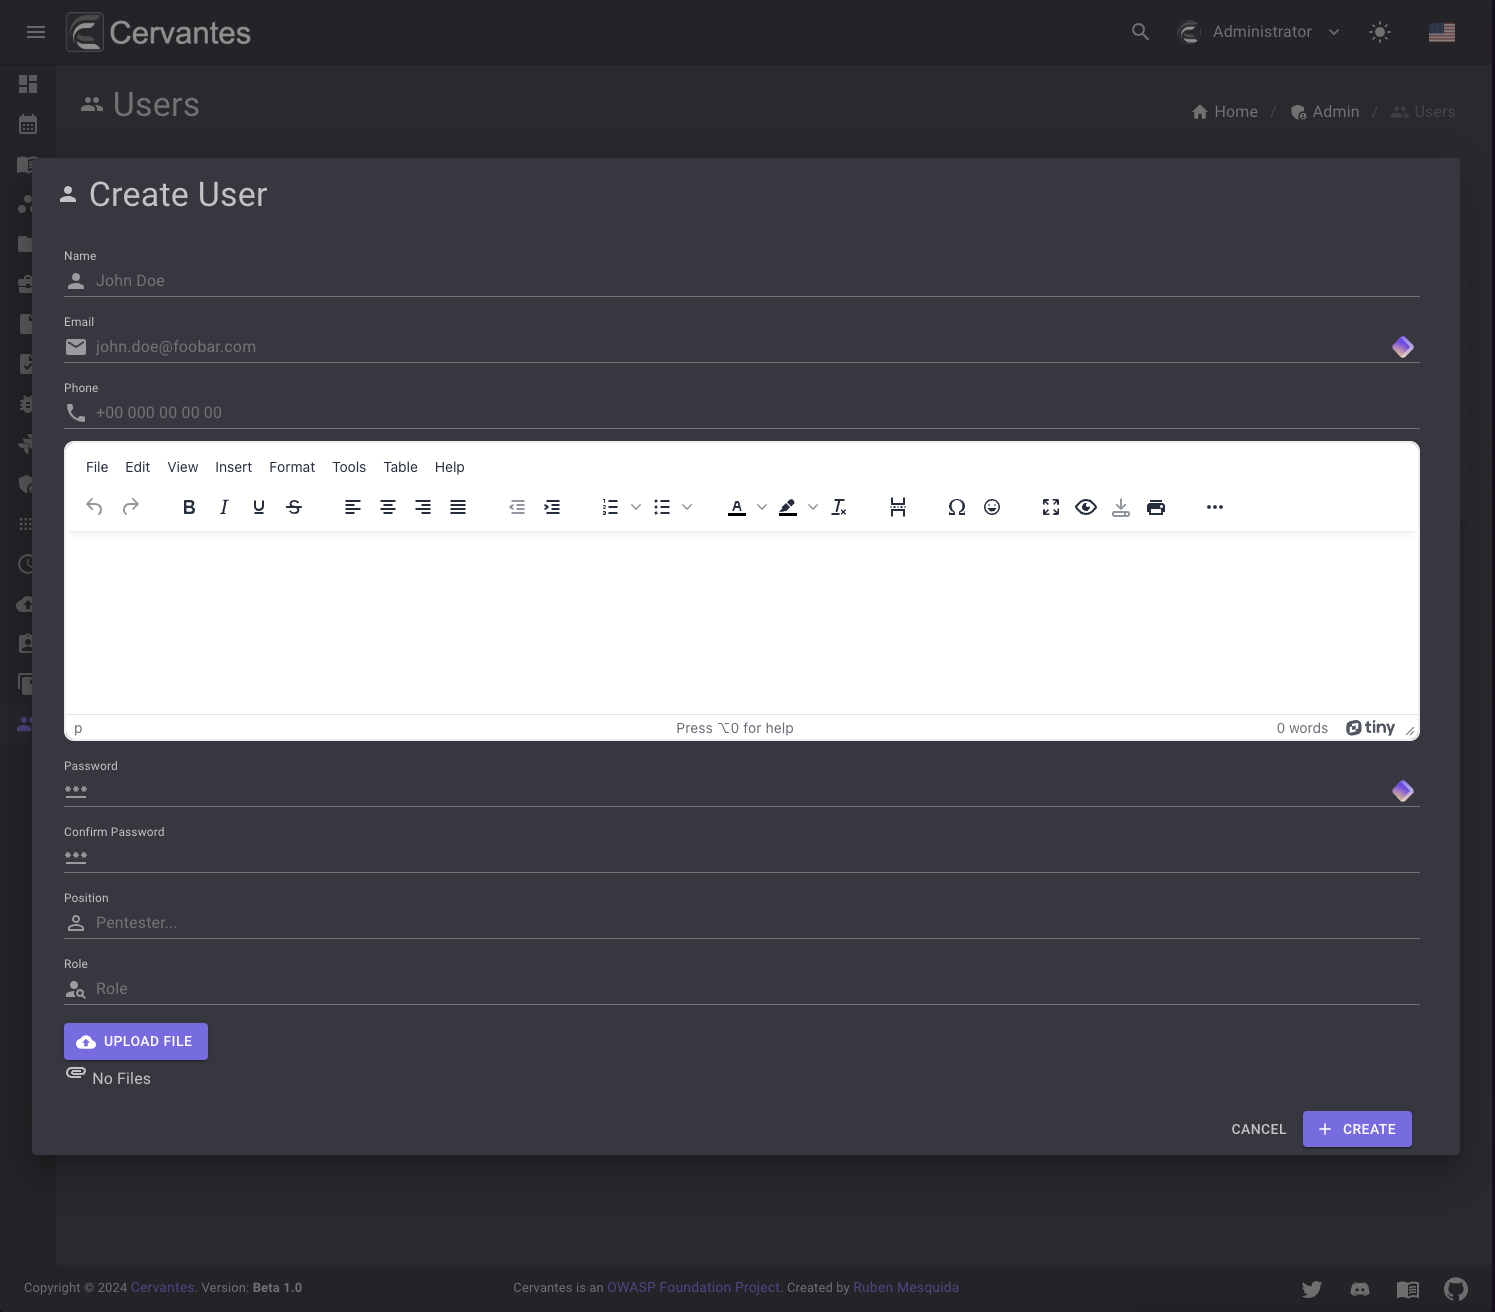 Cervantes
Administrator
Users
Home / Admin / Users
Create User
Name
John Doe
Email
john.doe@foobar.com
Phone
+00 000 00 00 00
File Edit View Insert Format Tools Table Help
p Press ⌥0 for help 0 words tiny
Password
***
Confirm Password
***
Position
Pentester...
Role
Role
UPLOAD FILE
No Files
CANCEL CREATE
Copyright © 2024 Cervantes. Version: Beta 1.0 Cervantes is an OWASP Foundation Project. Created by Ruben Mesquida